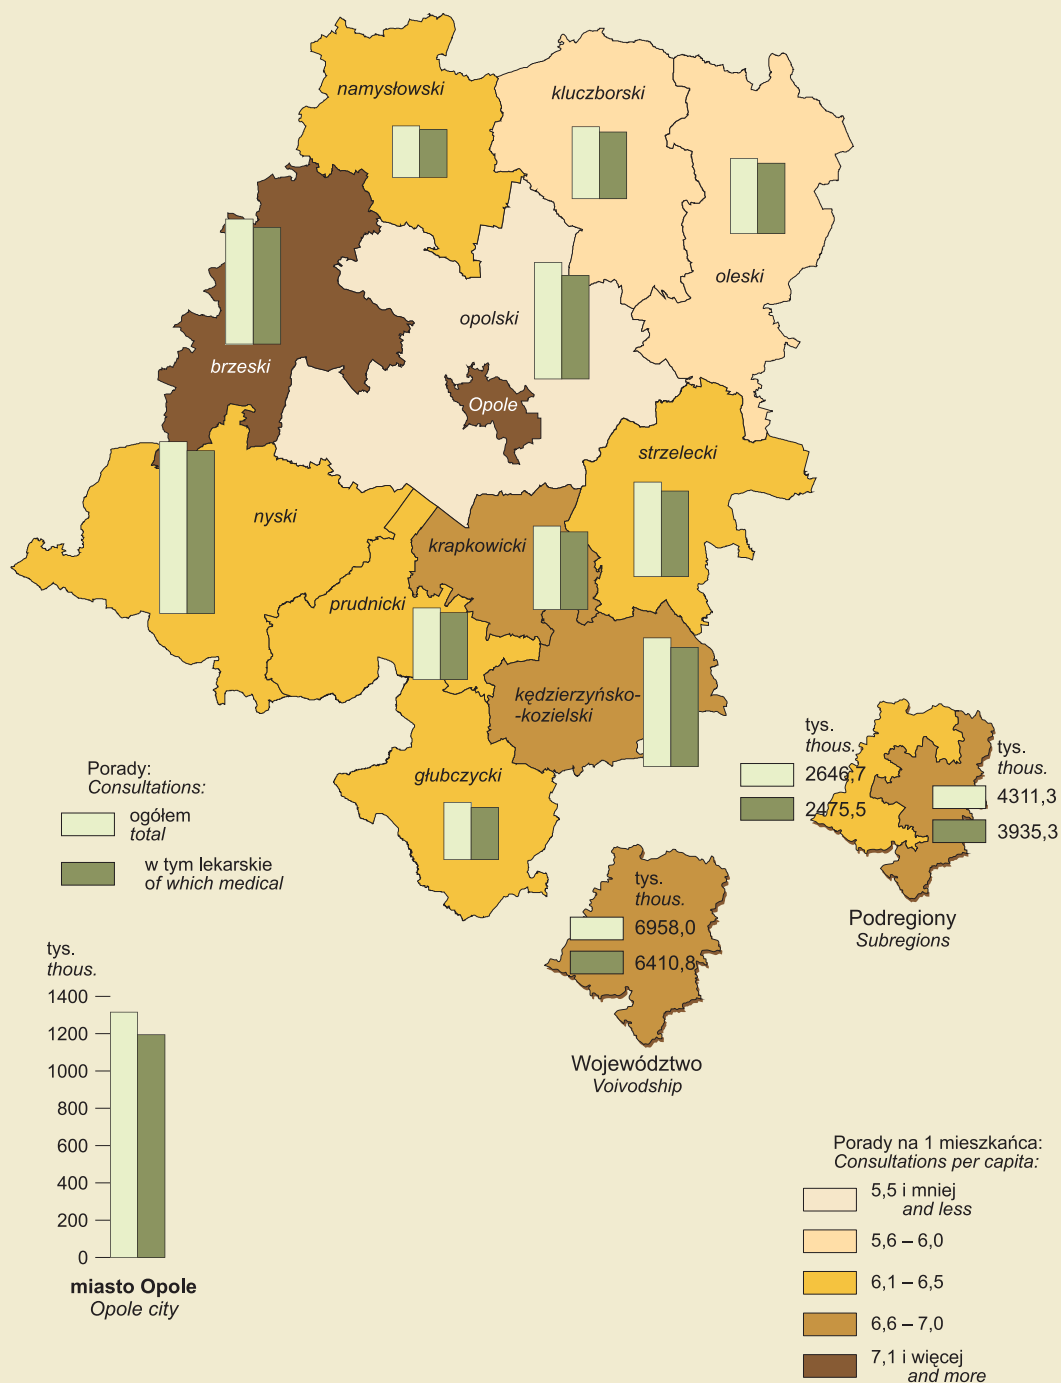 namysłowski
kluczborski
oleski
opolski
brzeski
Opole
strzelecki
nyski
krapkowicki
prudnicki
kędzierzyńsko-
-kozielski
głubczycki
Porady:
Consultations:
ogółem
total
w tym lekarskie
of which medical
tys.
thous.
2646,7
2475,5
tys.
thous.
4311,3
3935,3
Podregiony
Subregions
tys.
thous.
6958,0
6410,8
Województwo
Voivodship
tys.
thous.
1400
1200
1000
800
600
400
200
0
miasto Opole
Opole city
Porady na 1 mieszkańca:
Consultations per capita:
5,5 i mniej
and less
5,6 – 6,0
6,1 – 6,5
6,6 – 7,0
7,1 i więcej
and more